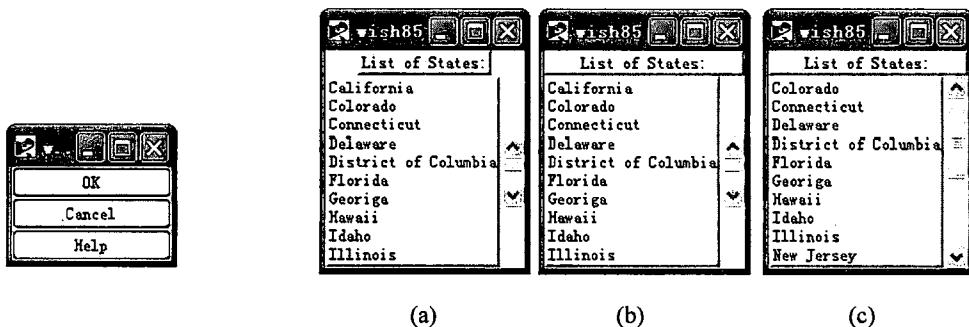 OK
Cancel
Help
wish85
List of States:
California
Colorado
Connecticut
Delaware
District of Columbia
Florida
Georiga
Hawaii
Idaho
Illinois
(a)
wish85
List of States:
California
Colorado
Connecticut
Delaware
District of Columbia
Florida
Georiga
Hawaii
Idaho
Illinois
(b)
wish85
List of States:
Colorado
Connecticut
Delaware
District of Columbia
Florida
Georiga
Hawaii
Idaho
Illinois
New Jersey
(c)